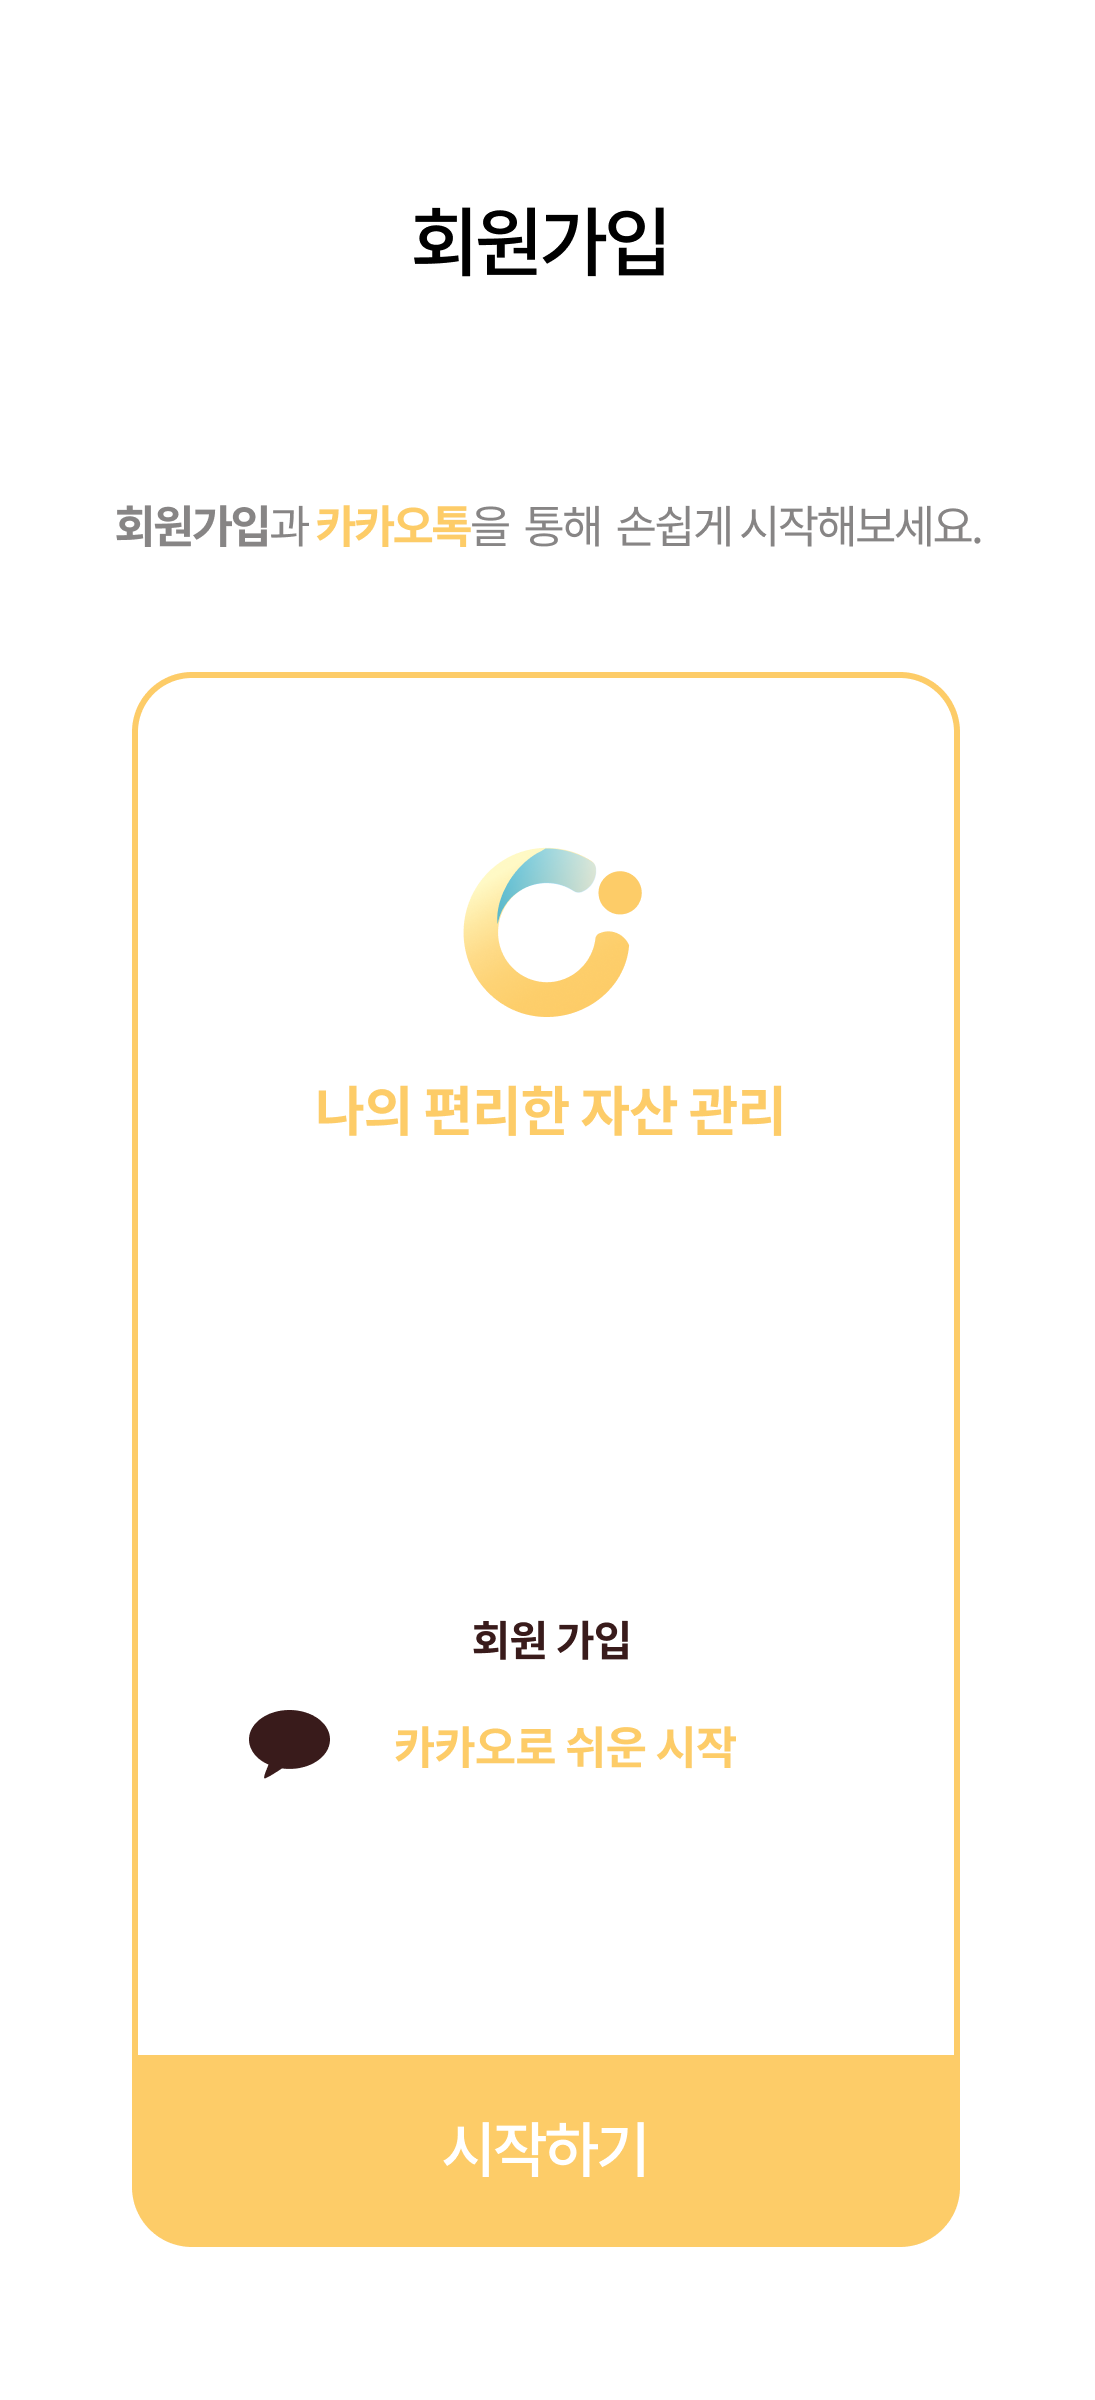 회원가입
회원가입과 카카오톡을 통해 손쉽게 시작해보세요.
나의 편리한 자산 관리
회원 가입
카카오로 쉬운 시작
시작하기